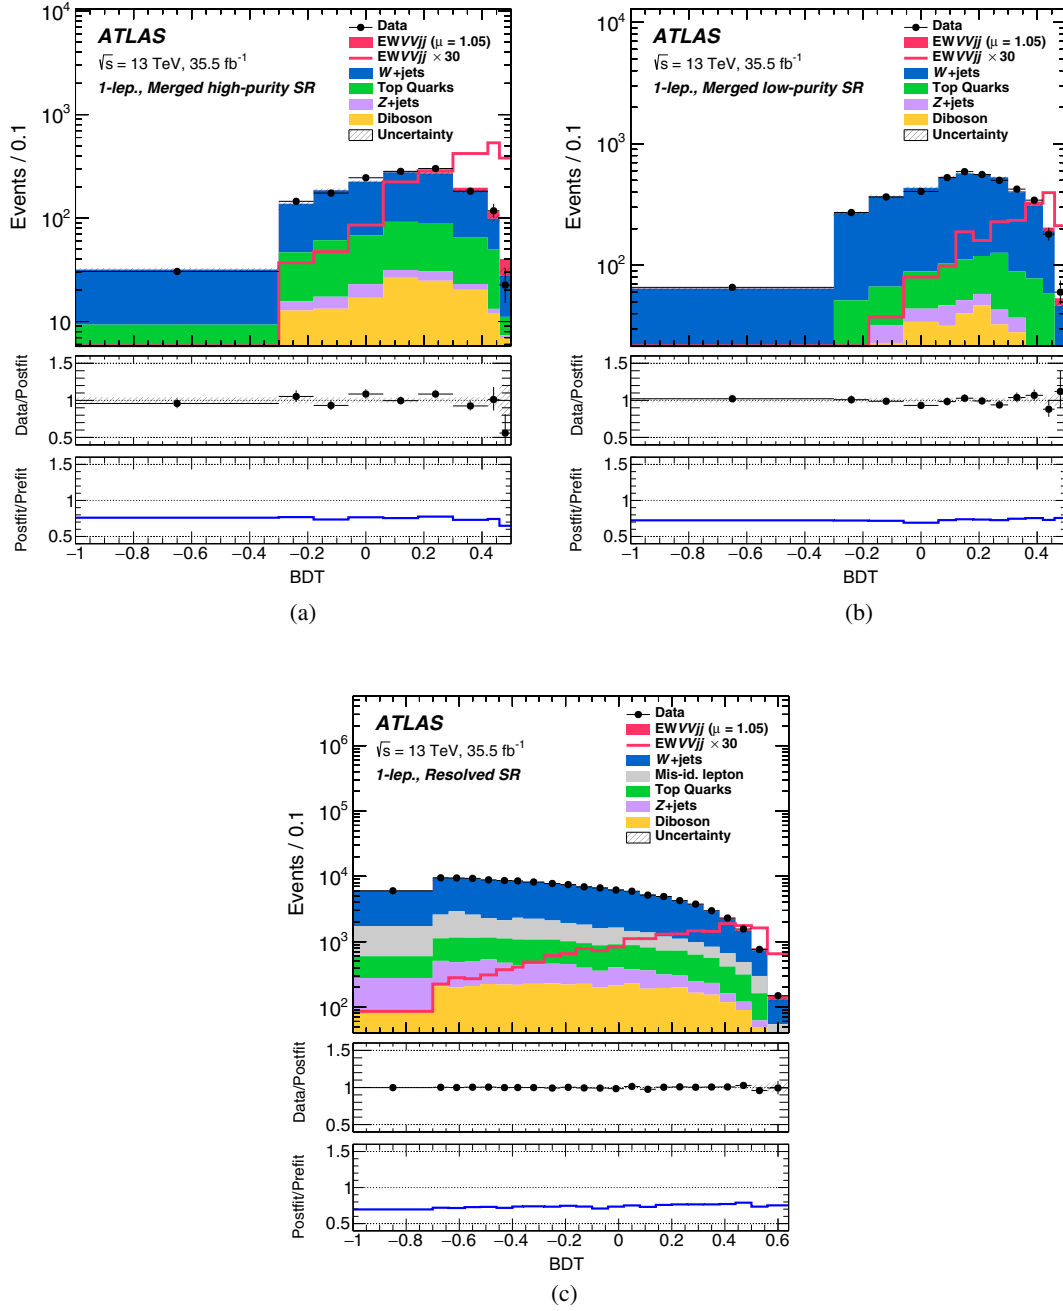 ATLAS
√s = 13 TeV, 35.5 fb⁻¹
1-lep., Merged high-purity SR
Data
EWVVjj (μ = 1.05)
EWVVjj ×30
W+jets
Top Quarks
Z+jets
Diboson
Uncertainty
Events / 0.1
10⁴
10³
10²
10
Data/Postfit
1.5
1
0.5
Postfit/Prefit
1.5
1
0.5
−1 −0.8 −0.6 −0.4 −0.2 0 0.2 0.4
BDT
(a)
ATLAS
√s = 13 TeV, 35.5 fb⁻¹
1-lep., Merged low-purity SR
Data
EWVVjj (μ = 1.05)
EWVVjj ×30
W+jets
Top Quarks
Z+jets
Diboson
Uncertainty
Events / 0.1
10⁴
10³
10²
Data/Postfit
1.5
1
0.5
Postfit/Prefit
1.5
1
0.5
−1 −0.8 −0.6 −0.4 −0.2 0 0.2 0.4
BDT
(b)
ATLAS
√s = 13 TeV, 35.5 fb⁻¹
1-lep., Resolved SR
Data
EWVVjj (μ = 1.05)
EWVVjj ×30
W+jets
Mis-id. lepton
Top Quarks
Z+jets
Diboson
Uncertainty
Events / 0.1
10⁶
10⁵
10⁴
10³
10²
Data/Postfit
1.5
1
0.5
Postfit/Prefit
1.5
1
0.5
−1 −0.8 −0.6 −0.4 −0.2 0 0.2 0.4 0.6
BDT
(c)